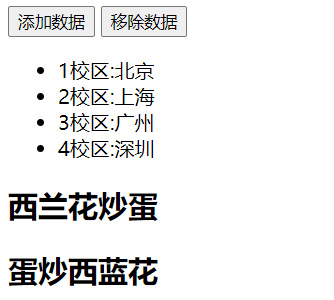 添加数据 移除数据
1校区:北京
2校区:上海
3校区:广州
4校区:深圳
西兰花炒蛋
蛋炒西蓝花